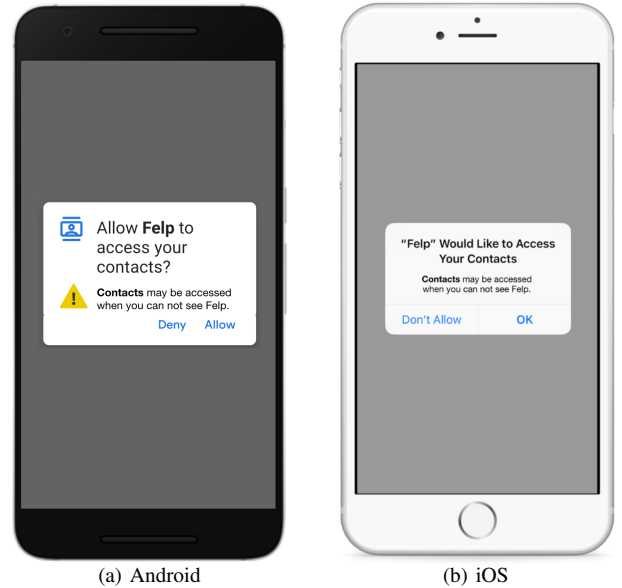 Allow Felp to
access your
contacts?
Contacts may be accessed
when you can not see Felp.
Deny Allow
"Felp" Would Like to Access
Your Contacts
Contacts may be accessed
when you can not see Felp.
Don't Allow OK
(a) Android
(b) iOS